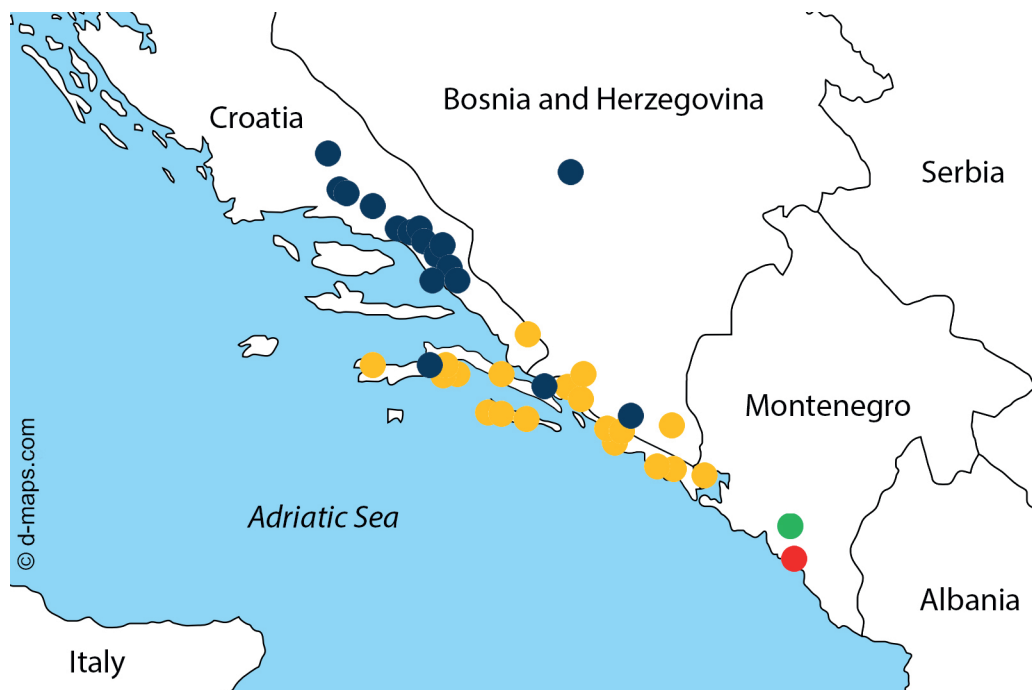 Bosnia and Herzegovina
Croatia
Serbia
Montenegro
Adriatic Sea
© d-maps.com
Albania
Italy